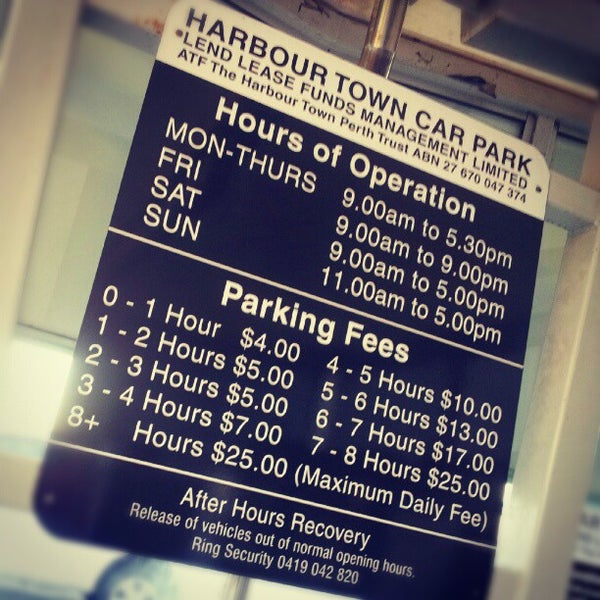 HARBOUR TOWN CAR PARK
LEND LEASE FUNDS MANAGEMENT LIMITED
ATF The Harbour Town Perth Trust ABN 27 670 047 374
Hours of Operation
MON-THURS 9.00am to 5.30pm
FRI 9.00am to 9.00pm
SAT 9.00am to 5.00pm
SUN 11.00am to 5.00pm
Parking Fees
0 - 1 Hour $4.00 4 - 5 Hours $10.00
1 - 2 Hours $5.00 5 - 6 Hours $13.00
2 - 3 Hours $5.00 6 - 7 Hours $17.00
3 - 4 Hours $7.00 7 - 8 Hours $25.00
8+ Hours $25.00 (Maximum Daily Fee)
After Hours Recovery
Release of vehicles out of normal opening hours.
Ring Security 0419 042 820